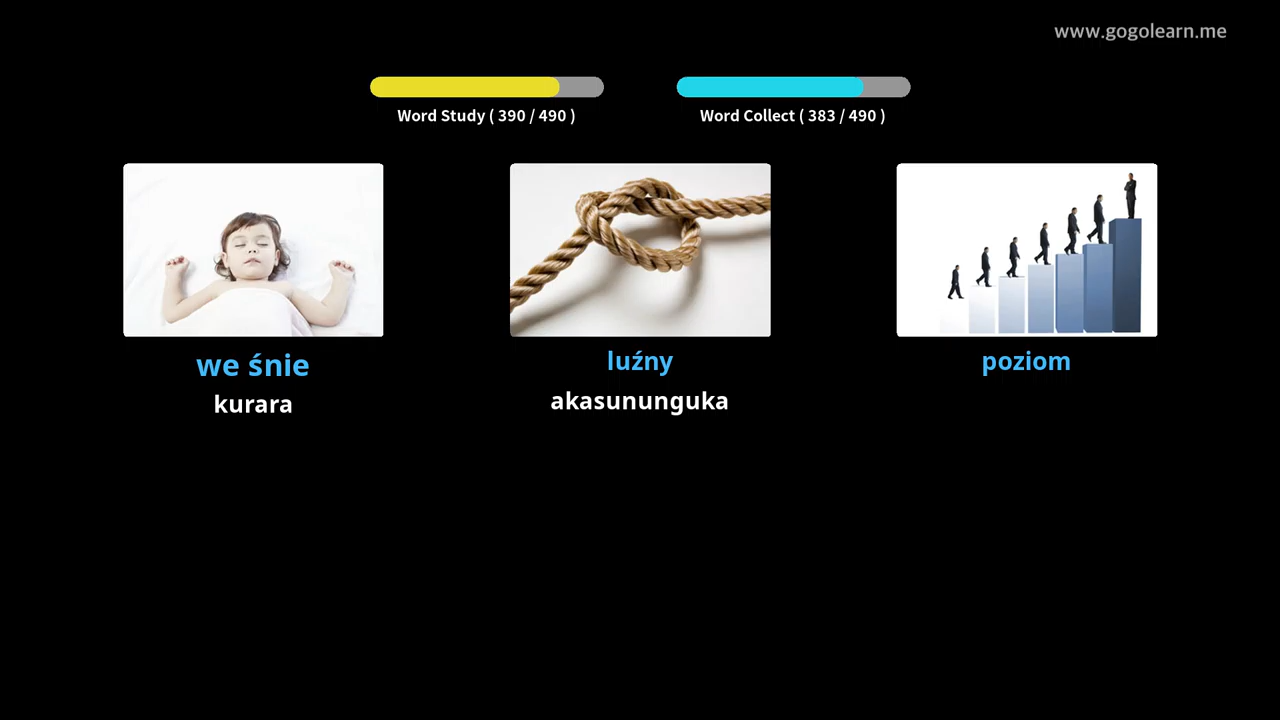 www.gogolearn.me
Word Study ( 390 / 490 )
Word Collect ( 383 / 490 )
we śnie
luźny
poziom
kurara
akasununguka